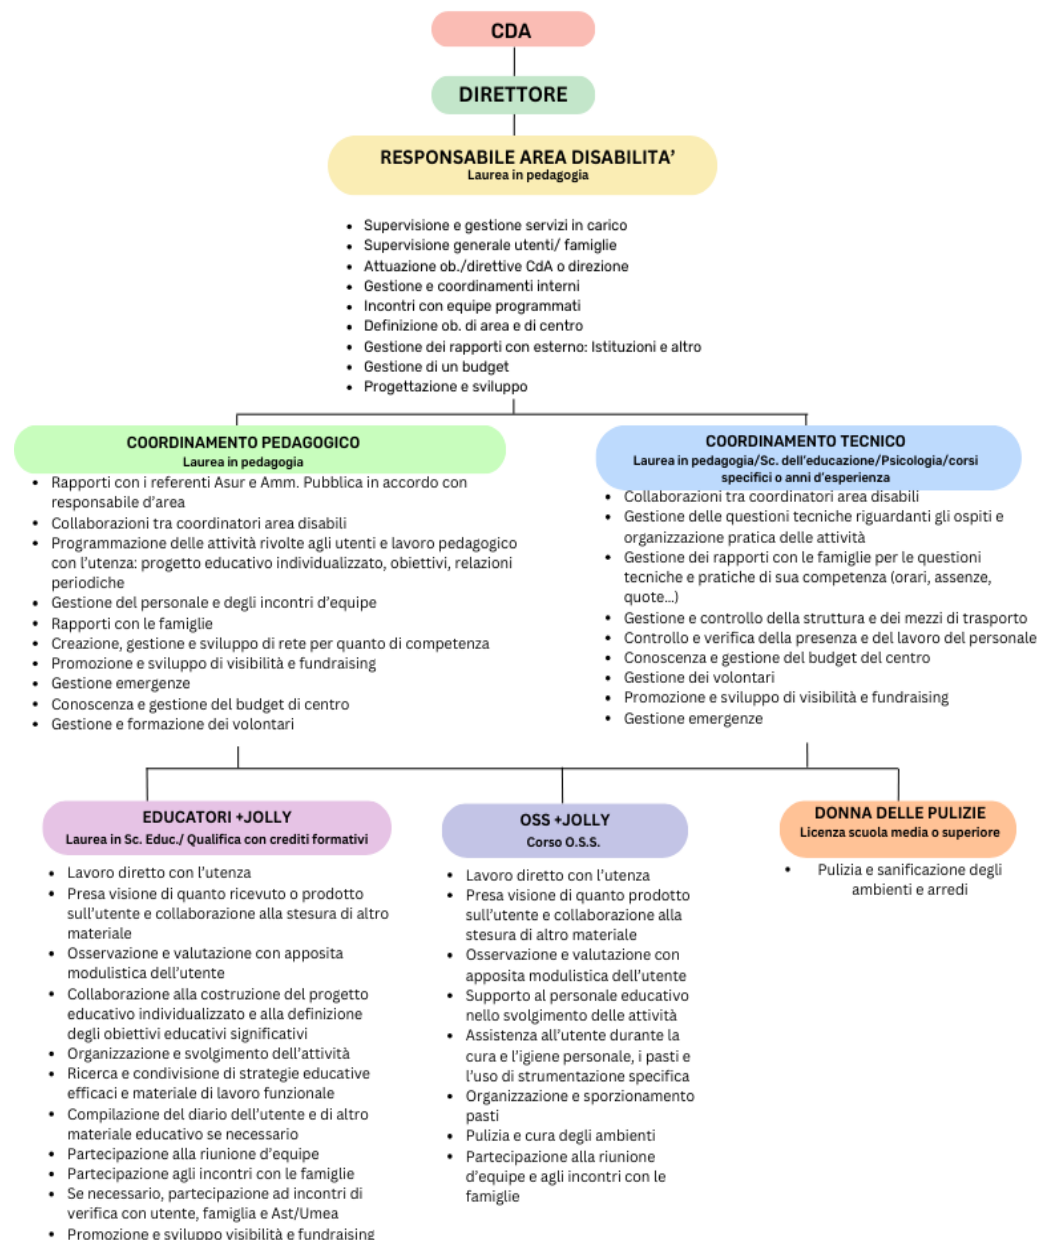 CDA
DIRETTORE
RESPONSABILE AREA DISABILITA'
Laurea in pedagogia
• Supervisione e gestione servizi in carico
• Supervisione generale utenti/ famiglie
• Attuazione ob./direttive CdA o direzione
• Gestione e coordinamenti interni
• Incontri con equipe programmati
• Definizione ob. di area e di centro
• Gestione dei rapporti con esterno: Istituzioni e altro
• Gestione di un budget
• Progettazione e sviluppo
COORDINAMENTO PEDAGOGICO
Laurea in pedagogia
• Rapporti con i referenti Asur e Amm. Pubblica in accordo con
responsabile d'area
• Collaborazioni tra coordinatori area disabili
• Programmazione delle attività rivolte agli utenti e lavoro pedagogico
con l'utenza: progetto educativo individualizzato, obiettivi, relazioni
periodiche
• Gestione del personale e degli incontri d'equipe
• Rapporti con le famiglie
• Creazione, gestione e sviluppo di rete per quanto di competenza
• Promozione e sviluppo di visibilità e fundraising
• Gestione emergenze
• Conoscenza e gestione del budget di centro
• Gestione e formazione dei volontari
COORDINAMENTO TECNICO
Laurea in pedagogia/Sc. dell'educazione/Psicologia/corsi
specifici o anni d'esperienza
• Collaborazioni tra coordinatori area disabili
• Gestione delle questioni tecniche riguardanti gli ospiti e
organizzazione pratica delle attività
• Gestione dei rapporti con le famiglie per le questioni
tecniche e pratiche di sua competenza (orari, assenze,
quote...)
• Gestione e controllo della struttura e dei mezzi di trasporto
• Controllo e verifica della presenza e del lavoro del personale
• Conoscenza e gestione del budget del centro
• Gestione dei volontari
• Promozione e sviluppo di visibilità e fundraising
• Gestione emergenze
EDUCATORI +JOLLY
Laurea in Sc. Educ./ Qualifica con crediti formativi
• Lavoro diretto con l'utenza
• Presa visione di quanto ricevuto o prodotto
sull'utente e collaborazione alla stesura di altro
materiale
• Osservazione e valutazione con apposita
modulistica dell'utente
• Collaborazione alla costruzione del progetto
educativo individualizzato e alla definizione
degli obiettivi educativi significativi
• Organizzazione e svolgimento dell'attività
• Ricerca e condivisione di strategie educative
efficaci e materiale di lavoro funzionale
• Compilazione del diario dell'utente e di altro
materiale educativo se necessario
• Partecipazione alla riunione d'equipe
• Partecipazione agli incontri con le famiglie
• Se necessario, partecipazione ad incontri di
verifica con utente, famiglia e Ast/Umea
• Promozione e sviluppo visibilità e fundraising
OSS +JOLLY
Corso O.S.S.
• Lavoro diretto con l'utenza
• Presa visione di quanto prodotto
sull'utente e collaborazione alla
stesura di altro materiale
• Osservazione e valutazione con
apposita modulistica dell'utente
• Supporto al personale educativo
nello svolgimento delle attività
• Assistenza all'utente durante la
cura e l'igiene personale, i pasti e
l'uso di strumentazione specifica
• Organizzazione e sporzionamento
pasti
• Pulizia e cura degli ambienti
• Partecipazione alla riunione
d'equipe e agli incontri con le
famiglie
DONNA DELLE PULIZIE
Licenza scuola media o superiore
• Pulizia e sanificazione degli
ambienti e arredi